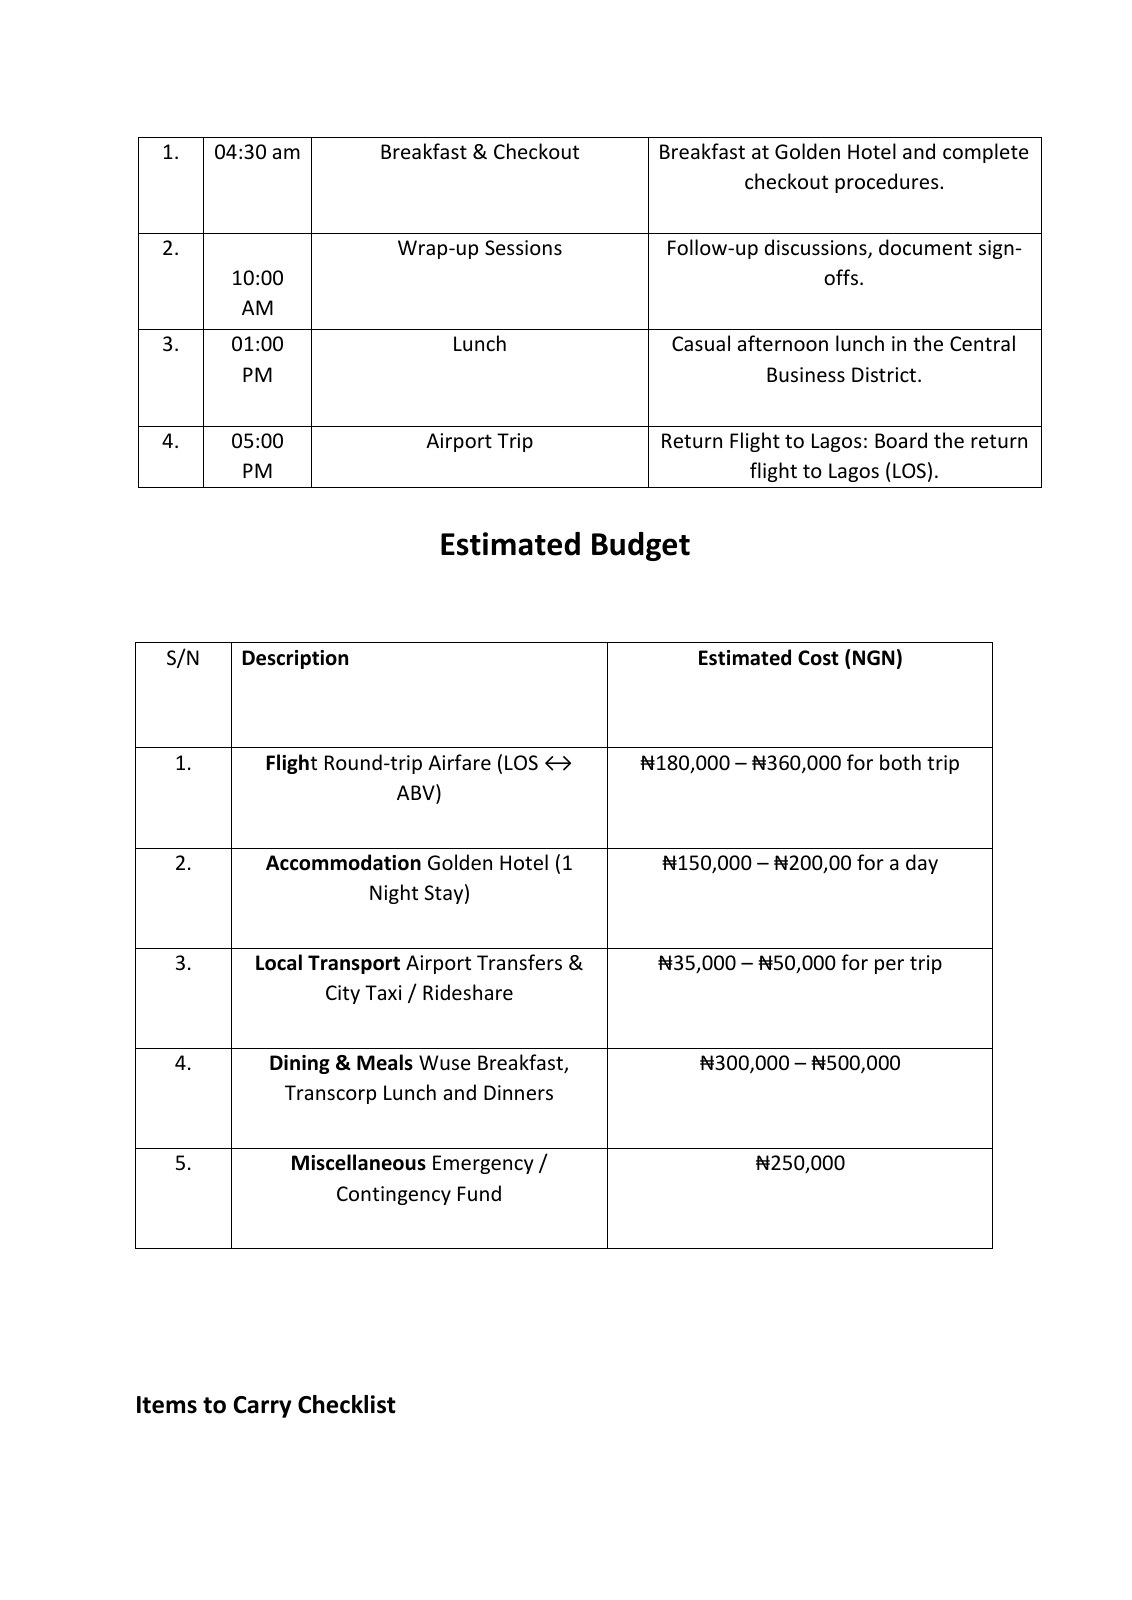 1. 04:30 am Breakfast & Checkout Breakfast at Golden Hotel and complete
checkout procedures.
2. Wrap-up Sessions Follow-up discussions, document sign-
10:00 offs.
AM
3. 01:00 Lunch Casual afternoon lunch in the Central
PM Business District.
4. 05:00 Airport Trip Return Flight to Lagos: Board the return
PM flight to Lagos (LOS).
Estimated Budget
S/N Description Estimated Cost (NGN)
1. Flight Round-trip Airfare (LOS ↔ ₦180,000 – ₦360,000 for both trip
ABV)
2. Accommodation Golden Hotel (1 ₦150,000 – ₦200,00 for a day
Night Stay)
3. Local Transport Airport Transfers & ₦35,000 – ₦50,000 for per trip
City Taxi / Rideshare
4. Dining & Meals Wuse Breakfast, ₦300,000 – ₦500,000
Transcorp Lunch and Dinners
5. Miscellaneous Emergency / ₦250,000
Contingency Fund
Items to Carry Checklist